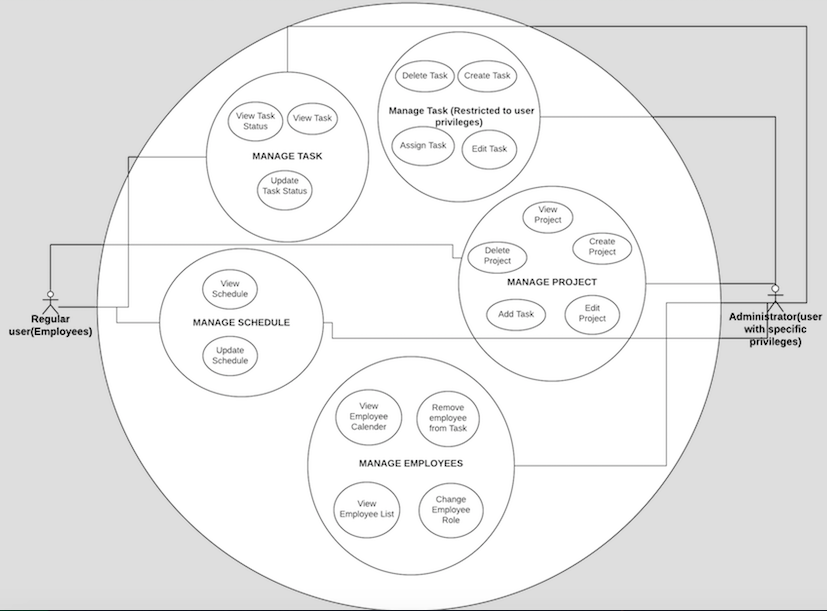 Delete Task
Create Task
Manage Task (Restricted to user
privileges)
Assign Task
Edit Task
View Task
Status
View Task
MANAGE TASK
Update
Task Status
View
Project
Create
Project
Delete
Project
MANAGE PROJECT
Add Task
Edit
Project
View
Schedule
MANAGE SCHEDULE
Update
Schedule
Regular
user(Employees)
Administrator(user
with specific
privileges)
View
Employee
Calender
Remove
employee
from Task
MANAGE EMPLOYEES
View
Employee List
Change
Employee
Role